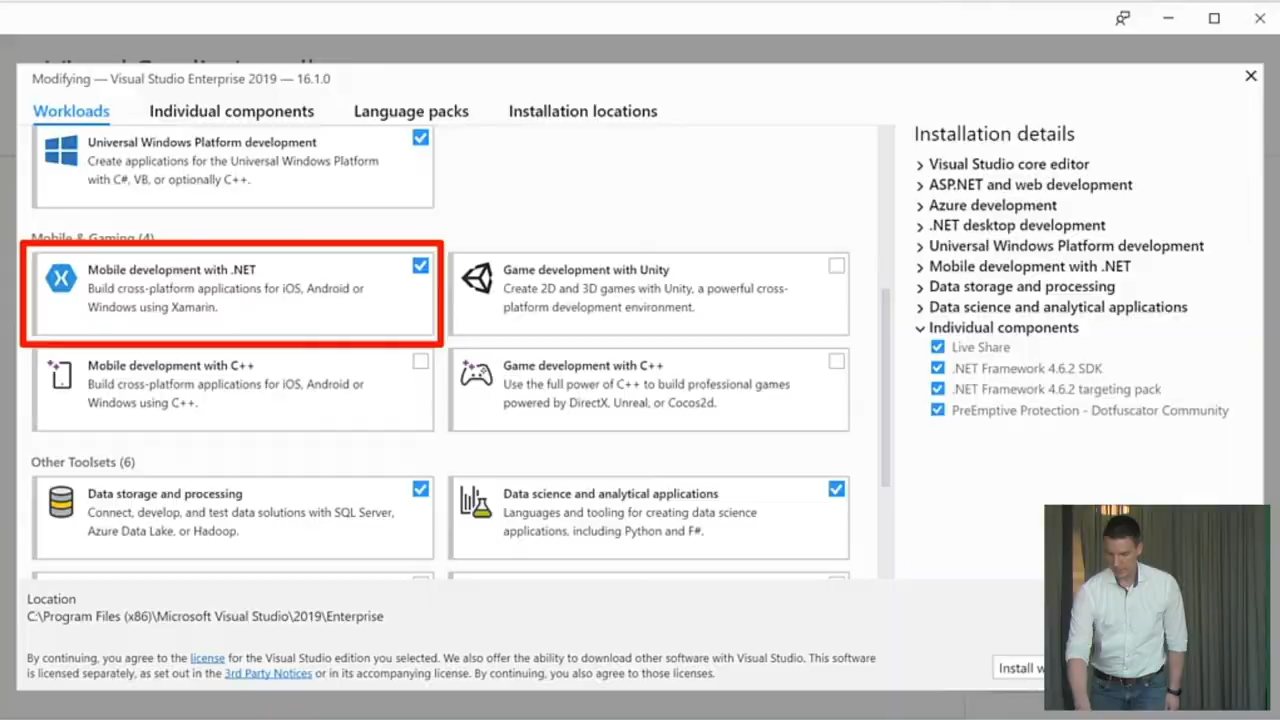 Modifying — Visual Studio Enterprise 2019 — 16.1.0
Workloads
Individual components
Language packs
Installation locations
Universal Windows Platform development
Create applications for the Universal Windows Platform
with C#, VB, or optionally C++.
Mobile & Gaming (4)
Mobile development with .NET
Build cross-platform applications for iOS, Android or
Windows using Xamarin.
Game development with Unity
Create 2D and 3D games with Unity, a powerful cross-
platform development environment.
Mobile development with C++
Build cross-platform applications for iOS, Android or
Windows using C++.
Game development with C++
Use the full power of C++ to build professional games
powered by DirectX, Unreal, or Cocos2d.
Other Toolsets (6)
Data storage and processing
Connect, develop, and test data solutions with SQL Server,
Azure Data Lake, or Hadoop.
Data science and analytical applications
Languages and tooling for creating data science
applications, including Python and F#.
Installation details
Visual Studio core editor
ASP.NET and web development
Azure development
.NET desktop development
Universal Windows Platform development
Mobile development with .NET
Data storage and processing
Data science and analytical applications
Individual components
Live Share
.NET Framework 4.6.2 SDK
.NET Framework 4.6.2 targeting pack
PreEmptive Protection - Dotfuscator Community
Location
C:\Program Files (x86)\Microsoft Visual Studio\2019\Enterprise
By continuing, you agree to the license for the Visual Studio edition you selected. We also offer the ability to download other software with Visual Studio. This software
is licensed separately, as set out in the 3rd Party Notices or in its accompanying license. By continuing, you also agree to those licenses.
Install